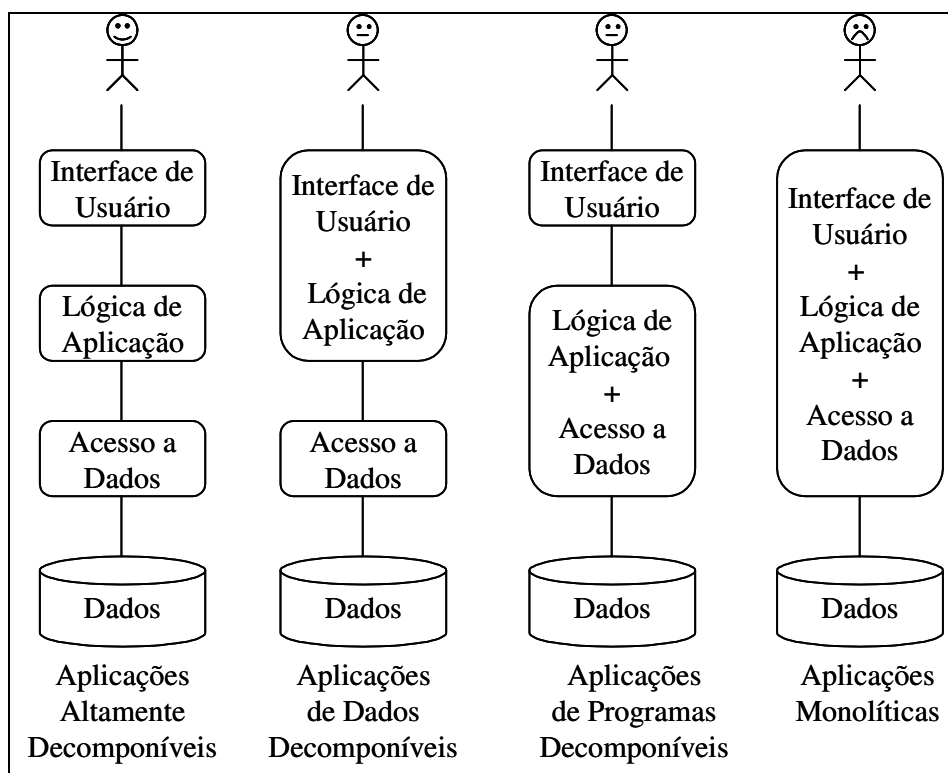 Interface de
Usuário
Lógica de
Aplicação
Acesso a
Dados
Dados
Aplicações
Altamente
Decomponíveis
Interface de
Usuário
+
Lógica de
Aplicação
Acesso a
Dados
Dados
Aplicações
de Dados
Decomponíveis
Interface de
Usuário
Lógica de
Aplicação
+
Acesso a
Dados
Dados
Aplicações
de Programas
Decomponíveis
Interface de
Usuário
+
Lógica de
Aplicação
+
Acesso a
Dados
Dados
Aplicações
Monolíticas